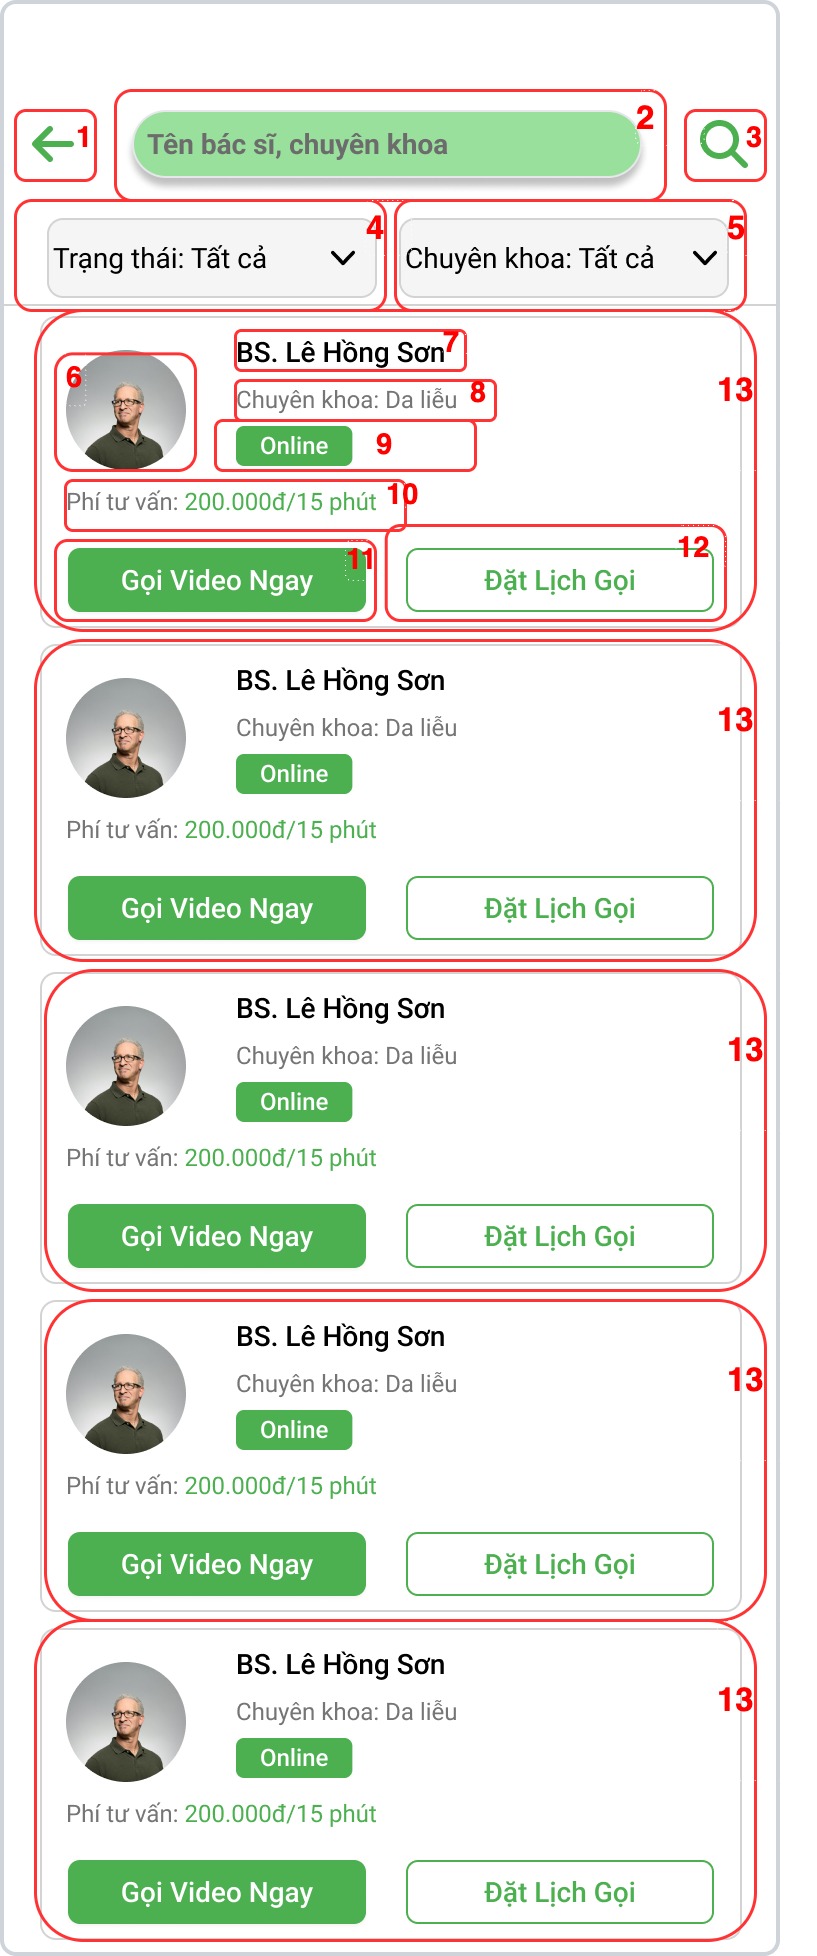 1
Tên bác sĩ, chuyên khoa
2
3
Trạng thái: Tất cả
4
Chuyên khoa: Tất cả
5
6
BS. Lê Hồng Sơn
7
Chuyên khoa: Da liễu
8
Online
9
Phí tư vấn: 200.000đ/15 phút
10
Gọi Video Ngay
11
Đặt Lịch Gọi
12
13
BS. Lê Hồng Sơn
Chuyên khoa: Da liễu
Online
Phí tư vấn: 200.000đ/15 phút
Gọi Video Ngay
Đặt Lịch Gọi
13
BS. Lê Hồng Sơn
Chuyên khoa: Da liễu
Online
Phí tư vấn: 200.000đ/15 phút
Gọi Video Ngay
Đặt Lịch Gọi
13
BS. Lê Hồng Sơn
Chuyên khoa: Da liễu
Online
Phí tư vấn: 200.000đ/15 phút
Gọi Video Ngay
Đặt Lịch Gọi
13
BS. Lê Hồng Sơn
Chuyên khoa: Da liễu
Online
Phí tư vấn: 200.000đ/15 phút
Gọi Video Ngay
Đặt Lịch Gọi
13